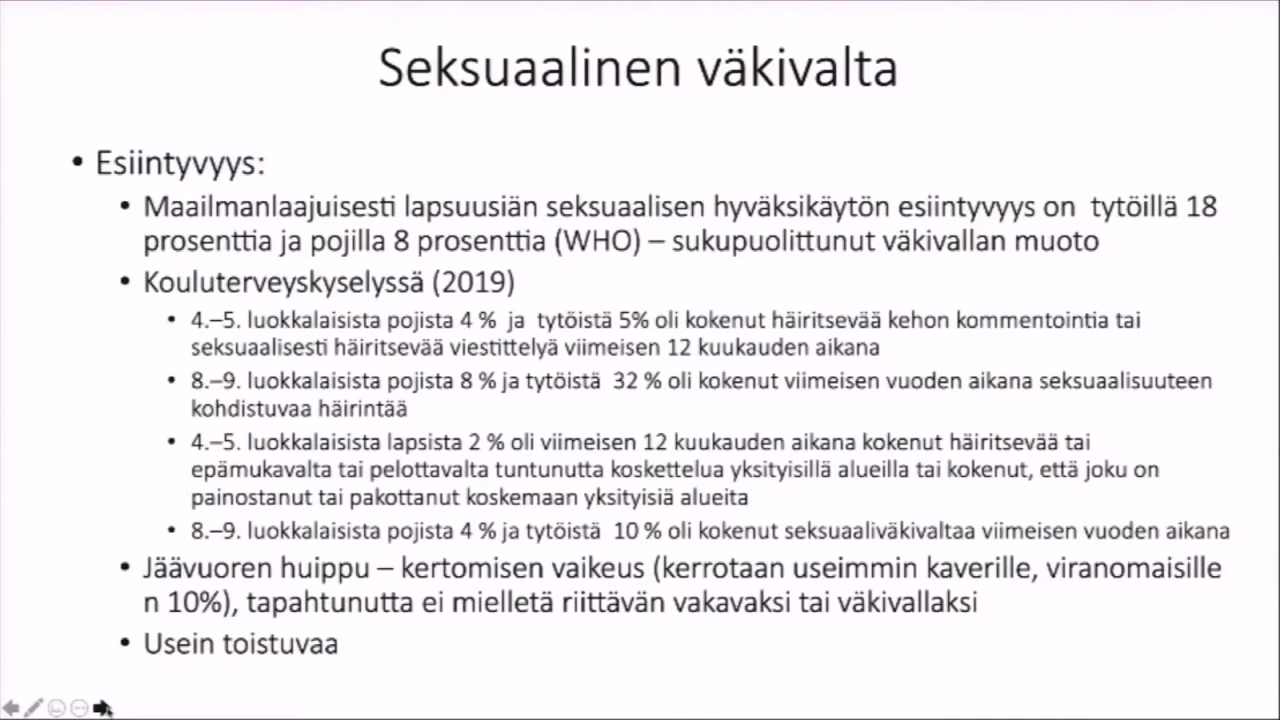 Seksuaalinen väkivalta
• Esiintyvyys:
• Maailmanlaajuisesti lapsuusiän seksuaalisen hyväksikäytön esiintyvyys on tytöillä 18
prosenttia ja pojilla 8 prosenttia (WHO) – sukupuolittunut väkivallan muoto
• Kouluterveyskyselyssä (2019)
• 4.–5. luokkalaisista pojista 4 % ja tytöistä 5% oli kokenut häiritsevää kehon kommentointia tai
seksuaalisesti häiritsevää viestittelyä viimeisen 12 kuukauden aikana
• 8.–9. luokkalaisista pojista 8 % ja tytöistä 32 % oli kokenut viimeisen vuoden aikana seksuaalisuuteen
kohdistuvaa häirintää
• 4.–5. luokkalaisista lapsista 2 % oli viimeisen 12 kuukauden aikana kokenut häiritsevää tai
epämukavalta tai pelottavalta tuntunutta koskettelua yksityisillä alueilla tai kokenut, että joku on
painostanut tai pakottanut koskemaan yksityisiä alueita
• 8.–9. luokkalaisista pojista 4 % ja tytöistä 10 % oli kokenut seksuaaliväkivaltaa viimeisen vuoden aikana
• Jäävuoren huippu – kertomisen vaikeus (kerrotaan useimmin kaverille, viranomaisille
n 10%), tapahtunutta ei mielletä riittävän vakavaksi tai väkivallaksi
• Usein toistuvaa